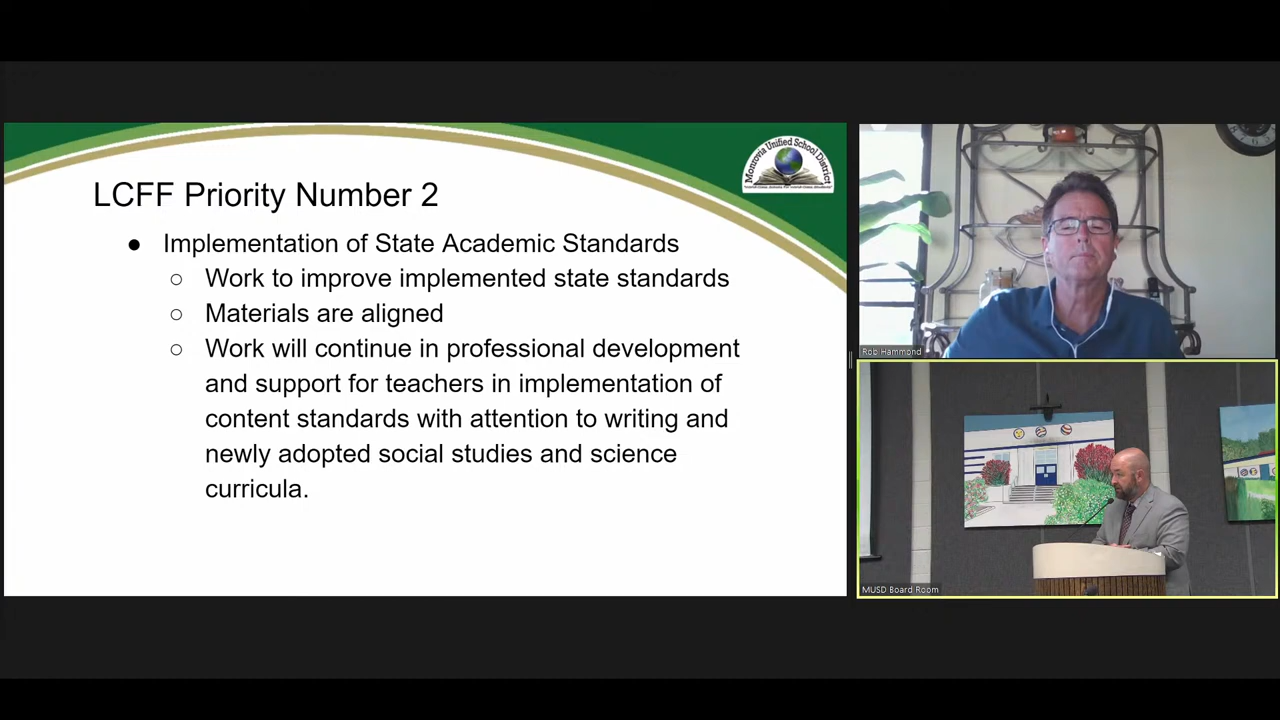 Monrovia Unified School District
LCFF Priority Number 2
● Implementation of State Academic Standards
○ Work to improve implemented state standards
○ Materials are aligned
○ Work will continue in professional development
and support for teachers in implementation of
content standards with attention to writing and
newly adopted social studies and science
curricula.
Rob Hammond
MUSD Board Room